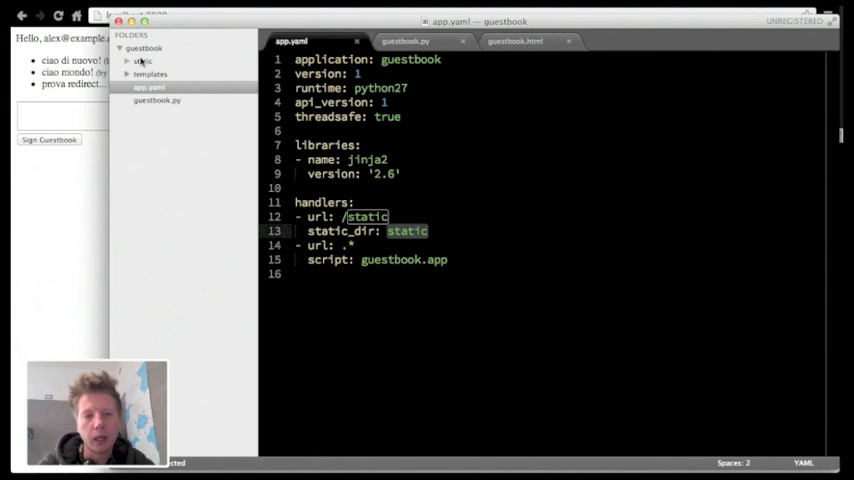 app.yaml — guestbook
UNREGISTERED
Hello, alex@example.
ciao di nuovo! (by
ciao mondo! (by
prova redirect...
Sign Guestbook
FOLDERS
guestbook
static
templates
app.yaml
guestbook.py
app.yaml
guestbook.py
guestbook.html
1 application: guestbook
2 version: 1
3 runtime: python27
4 api_version: 1
5 threadsafe: true
6
7 libraries:
8 - name: jinja2
9 version: '2.6'
10
11 handlers:
12 - url: /static
13 static_dir: static
14 - url: .*
15 script: guestbook.app
16
Spaces: 2
YAML